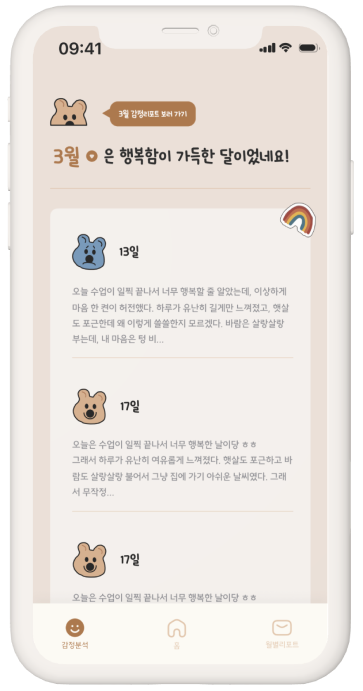 09:41
3월 감정리포트 보러 가기
3월 은 행복함이 가득한 달이었네요!
13일
오늘 수업이 일찍 끝나서 너무 행복할 줄 알았는데, 이상하게
마음 한 켠이 허전했다. 하루가 유난히 길게만 느껴졌고, 햇살
도 포근한데 왜 이렇게 쓸쓸한지 모르겠다. 바람은 살랑살랑
부는데, 내 마음은 텅 비...
17일
오늘은 수업이 일찍 끝나서 너무 행복한 날이당 ㅎㅎ
그래서 하루가 유난히 여유롭게 느껴졌다. 햇살도 포근하고 바
람도 살랑살랑 불어서 그냥 집에 가기 아쉬운 날씨였다. 그래
서 무작정...
17일
오늘은 수업이 일찍 끝나서 너무 행복한 날이당 ㅎㅎ
감정분석
홈
월별리포트